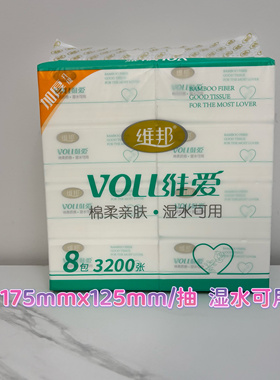 加厚
BAMBOO FIBER
GOOD TISSUE
FOR THE MOST LOVER
维邦
VOLL维爱
棉柔亲肤·湿水可用
8包 3200张
175mmx125mm/抽 湿水可用